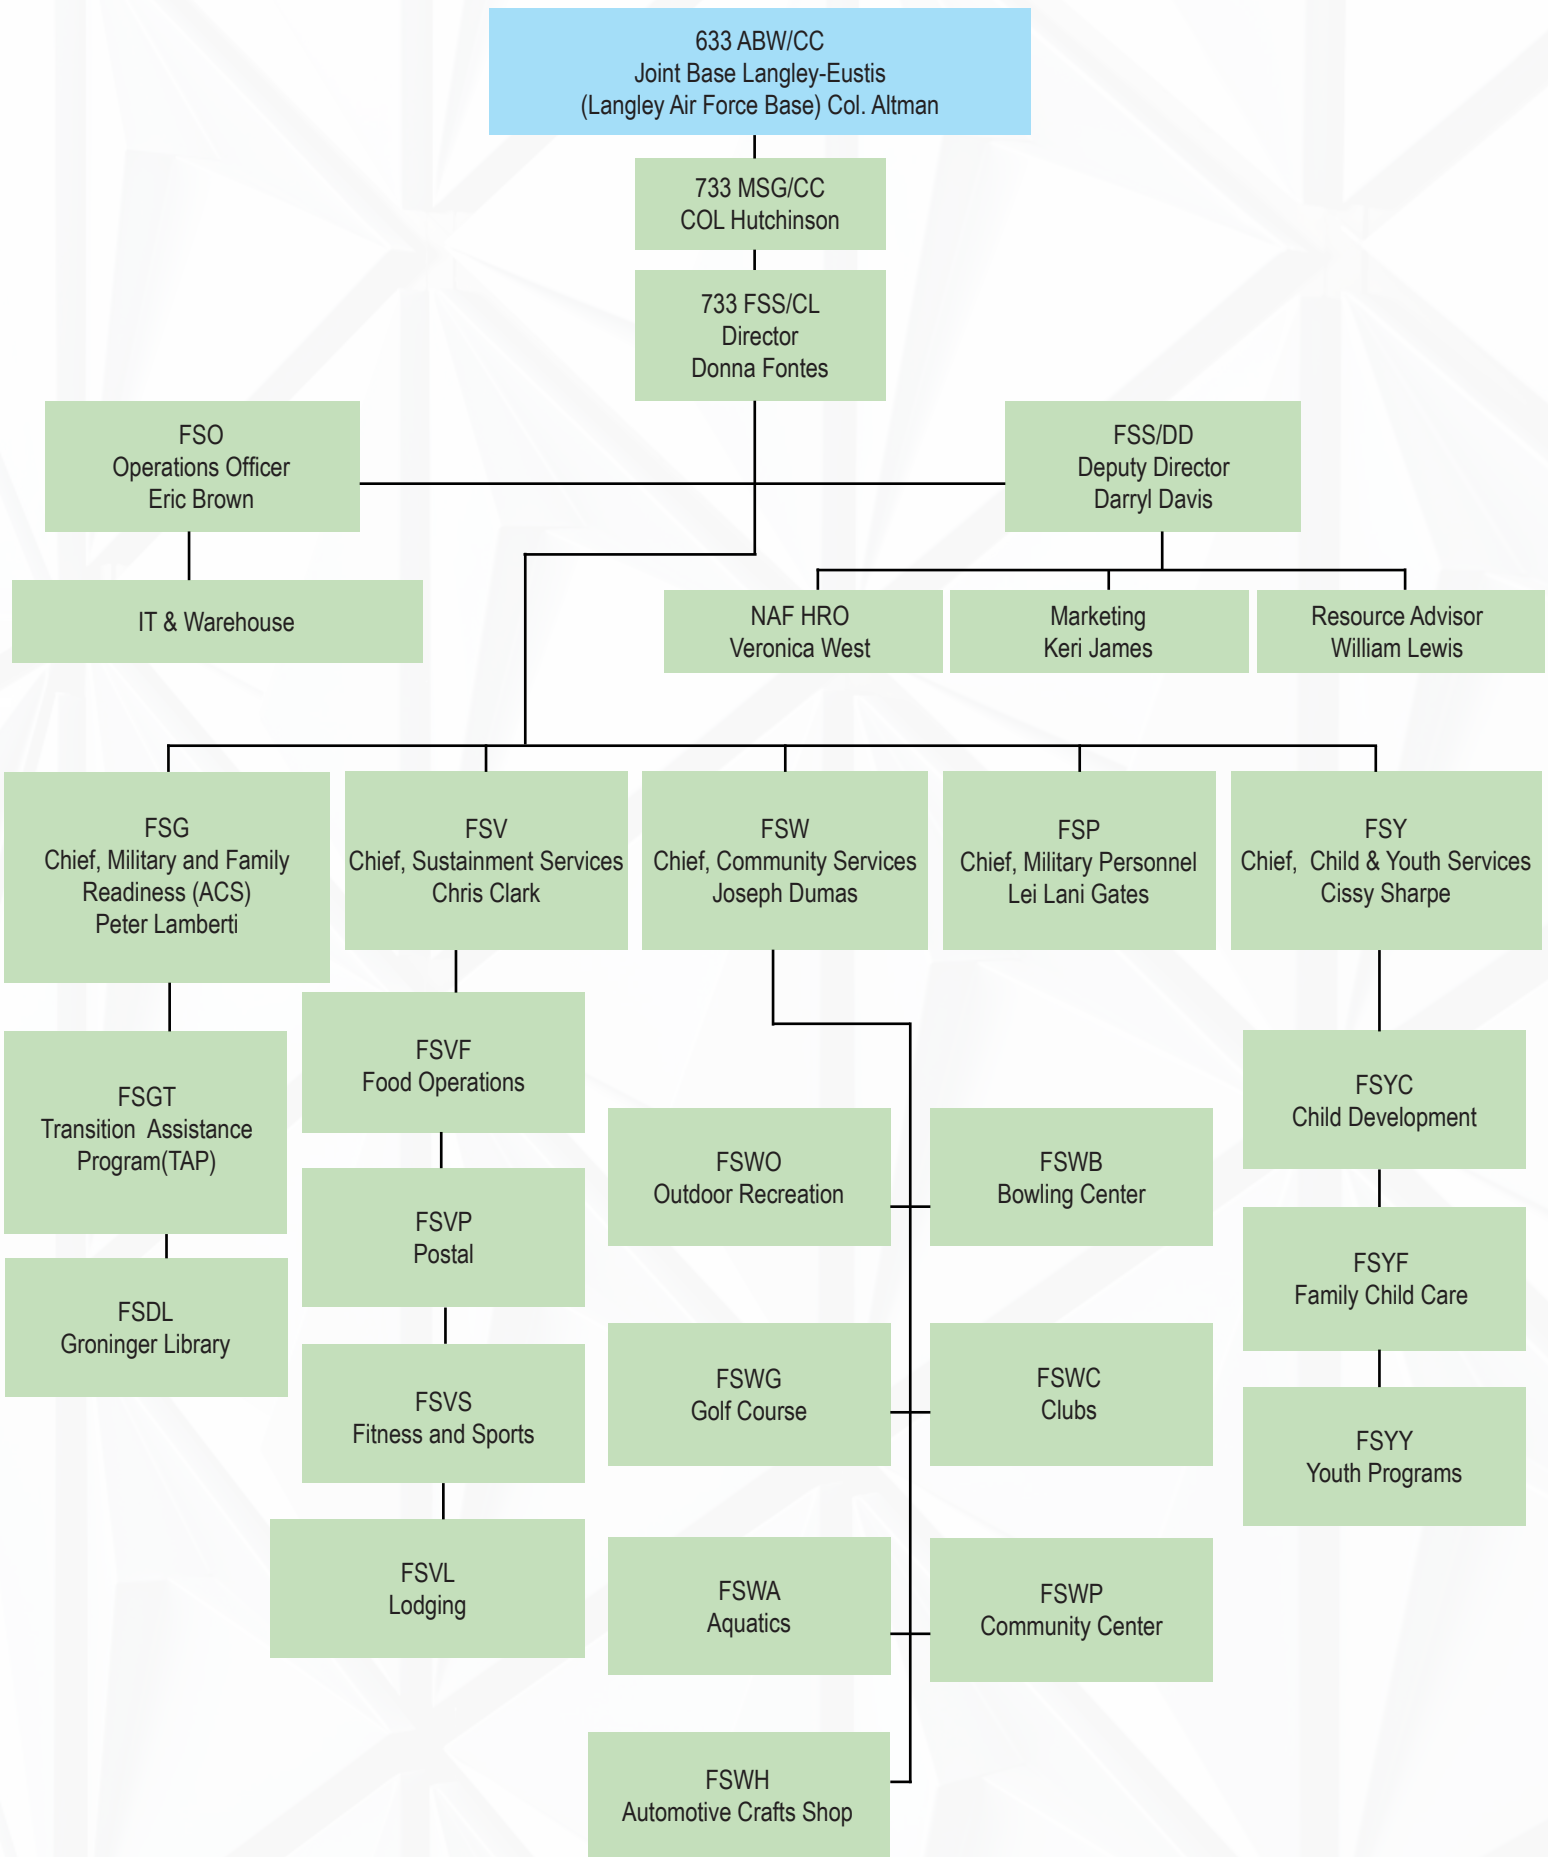 633 ABW/CC
Joint Base Langley-Eustis
(Langley Air Force Base) Col. Altman
733 MSG/CC
COL Hutchinson
733 FSS/CL
Director
Donna Fontes
FSO
Operations Officer
Eric Brown
FSS/DD
Deputy Director
Darryl Davis
IT & Warehouse
NAF HRO
Veronica West
Marketing
Keri James
Resource Advisor
William Lewis
FSG
Chief, Military and Family
Readiness (ACS)
Peter Lamberti
FSV
Chief, Sustainment Services
Chris Clark
FSW
Chief, Community Services
Joseph Dumas
FSP
Chief, Military Personnel
Lei Lani Gates
FSY
Chief,  Child & Youth Services
Cissy Sharpe
FSGT
Transition  Assistance
Program(TAP)
FSDL
Groninger Library
FSVF
Food Operations
FSVP
Postal
FSVS
Fitness and Sports
FSVL
Lodging
FSWO
Outdoor Recreation
FSWB
Bowling Center
FSWG
Golf Course
FSWC
Clubs
FSWA
Aquatics
FSWP
Community Center
FSWH
Automotive Crafts Shop
FSYC
Child Development
FSYF
Family Child Care
FSYY
Youth Programs